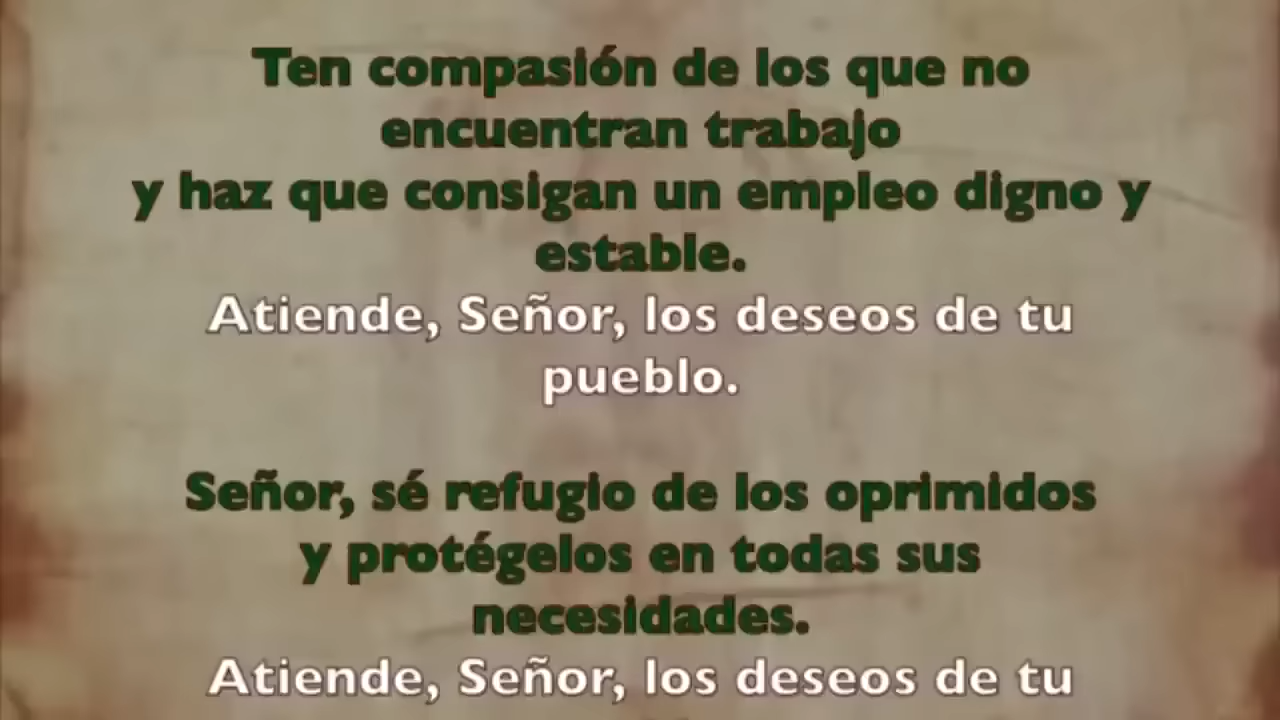 Ten compasión de los que no
encuentran trabajo
y haz que consigan un empleo digno y
estable.
Atiende, Señor, los deseos de tu
pueblo.
Señor, sé refugio de los oprimidos
y protégelos en todas sus
necesidades.
Atiende, Señor, los deseos de tu